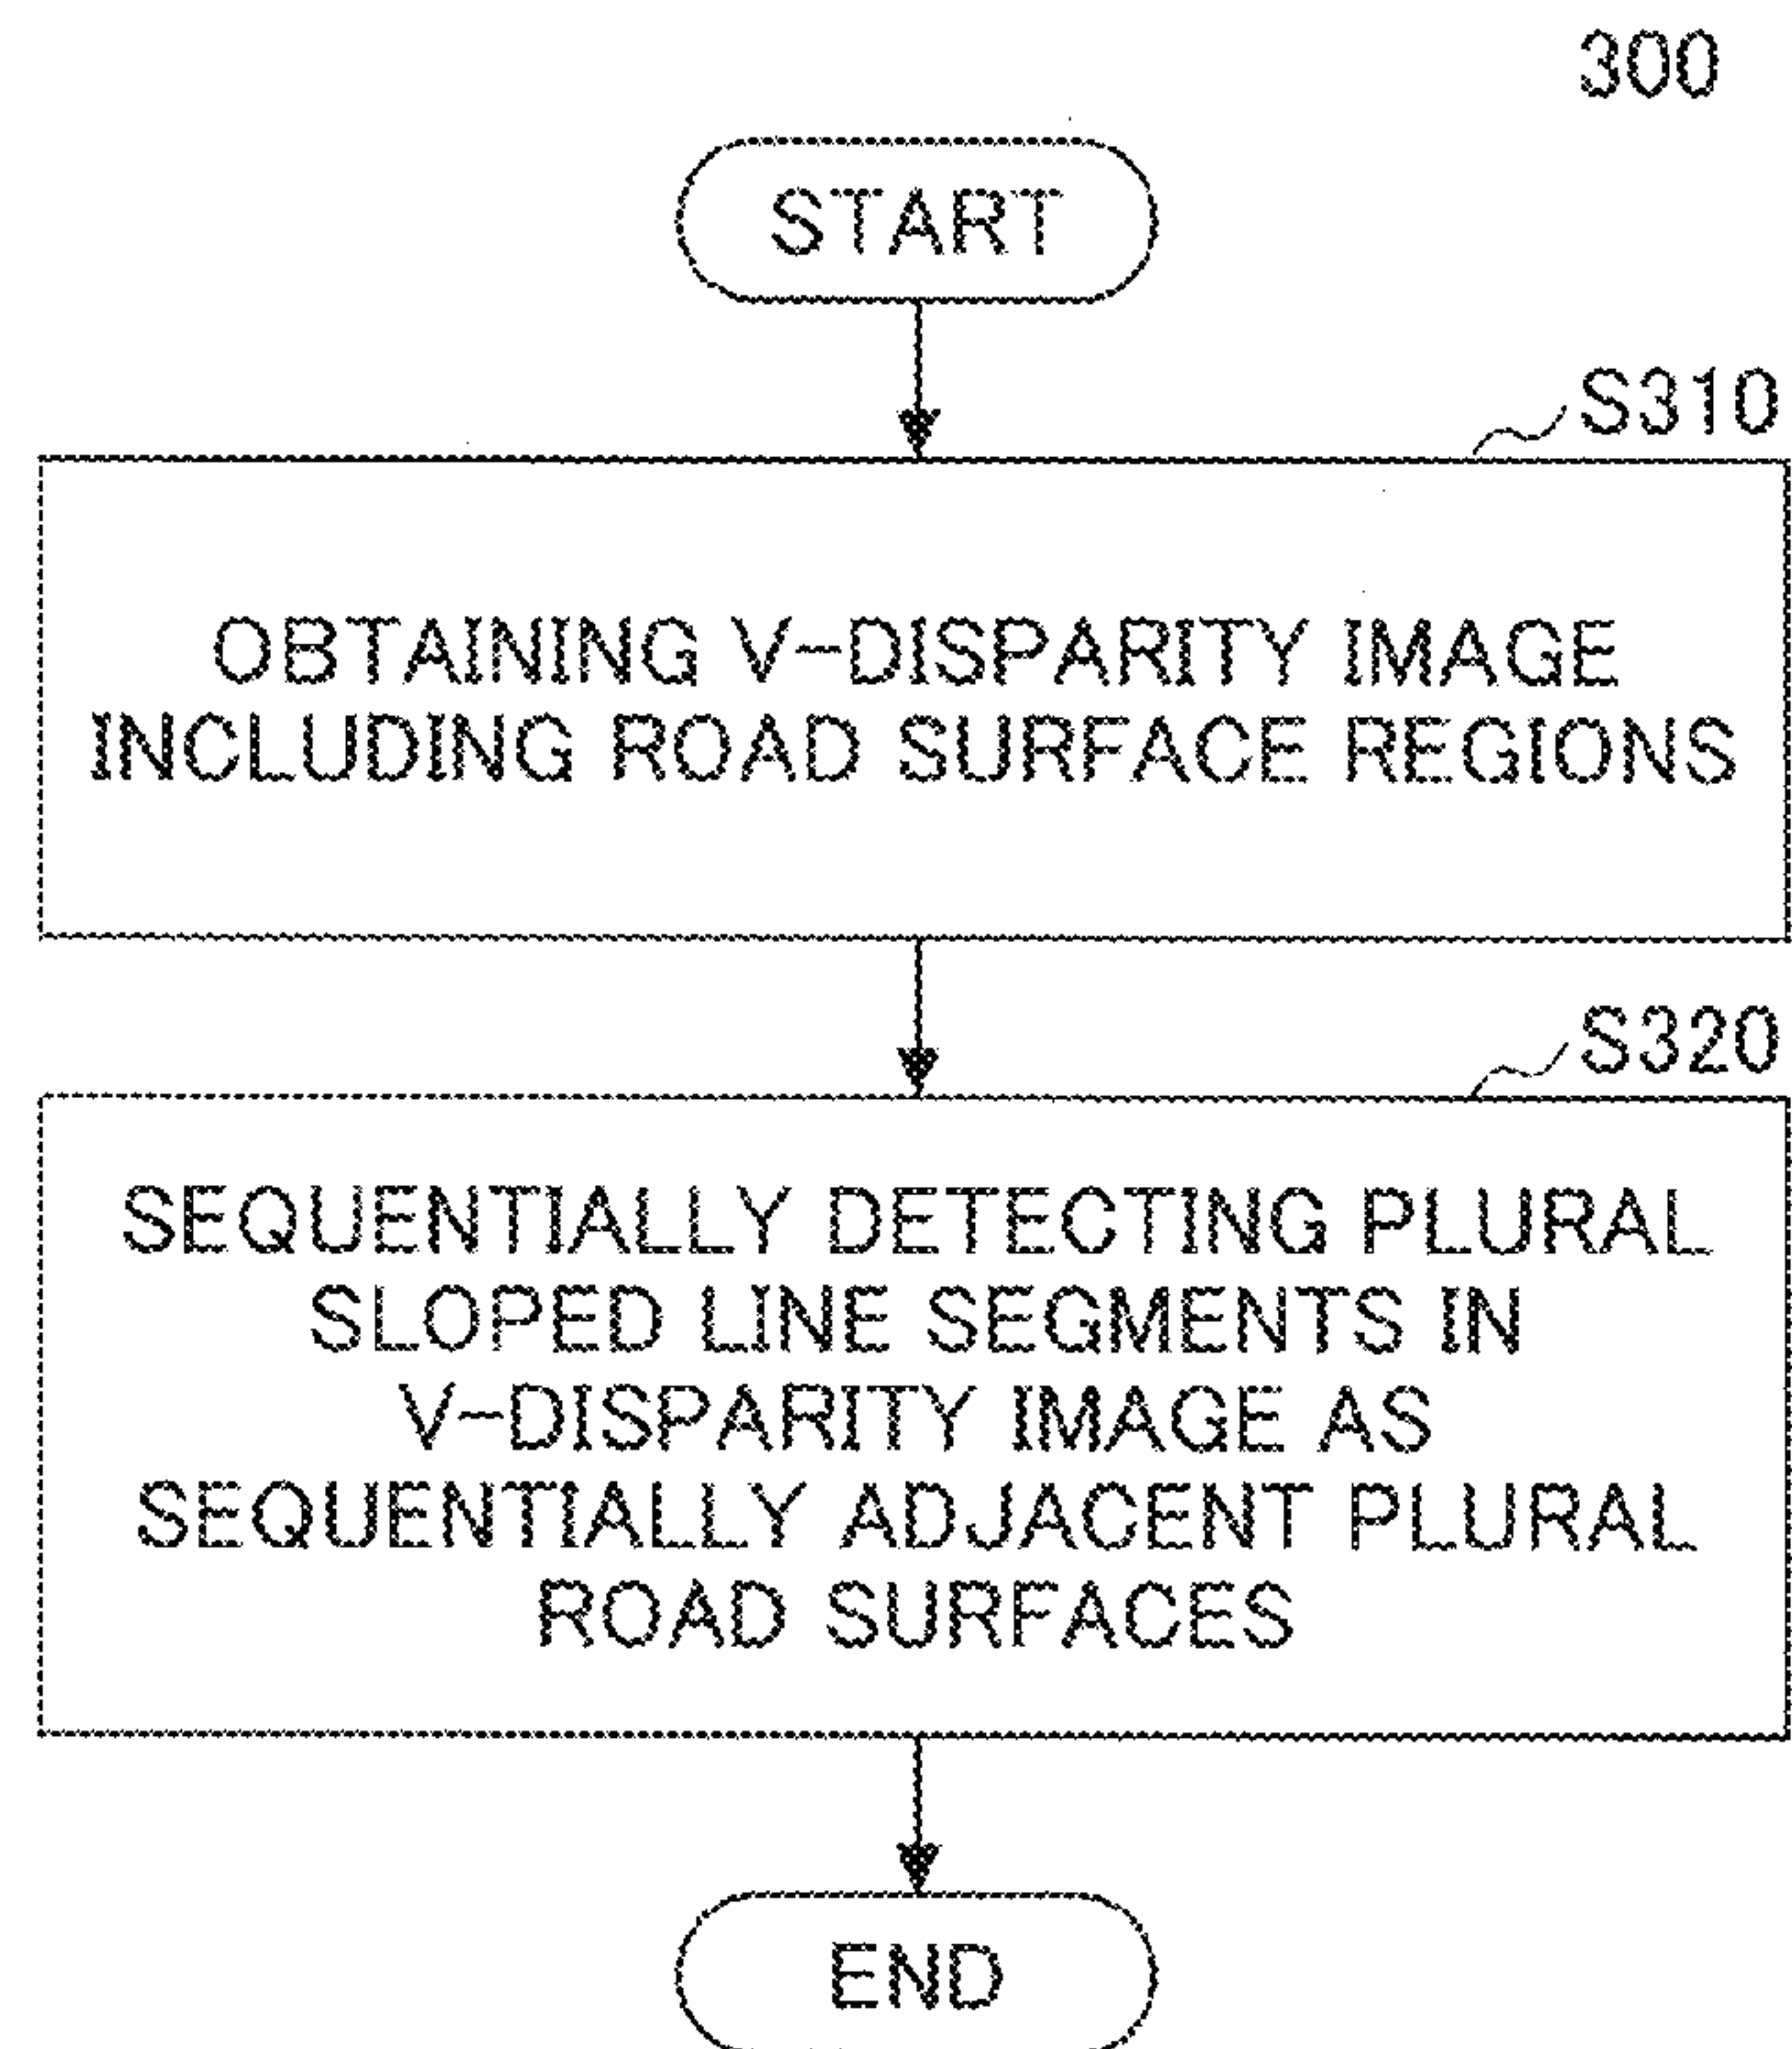 300
START
S310
OBTAINING V-DISPARITY IMAGE
INCLUDING ROAD SURFACE REGIONS
S320
SEQUENTIALLY DETECTING PLURAL
SLOPED LINE SEGMENTS IN
V-DISPARITY IMAGE AS
SEQUENTIALLY ADJACENT PLURAL
ROAD SURFACES
END